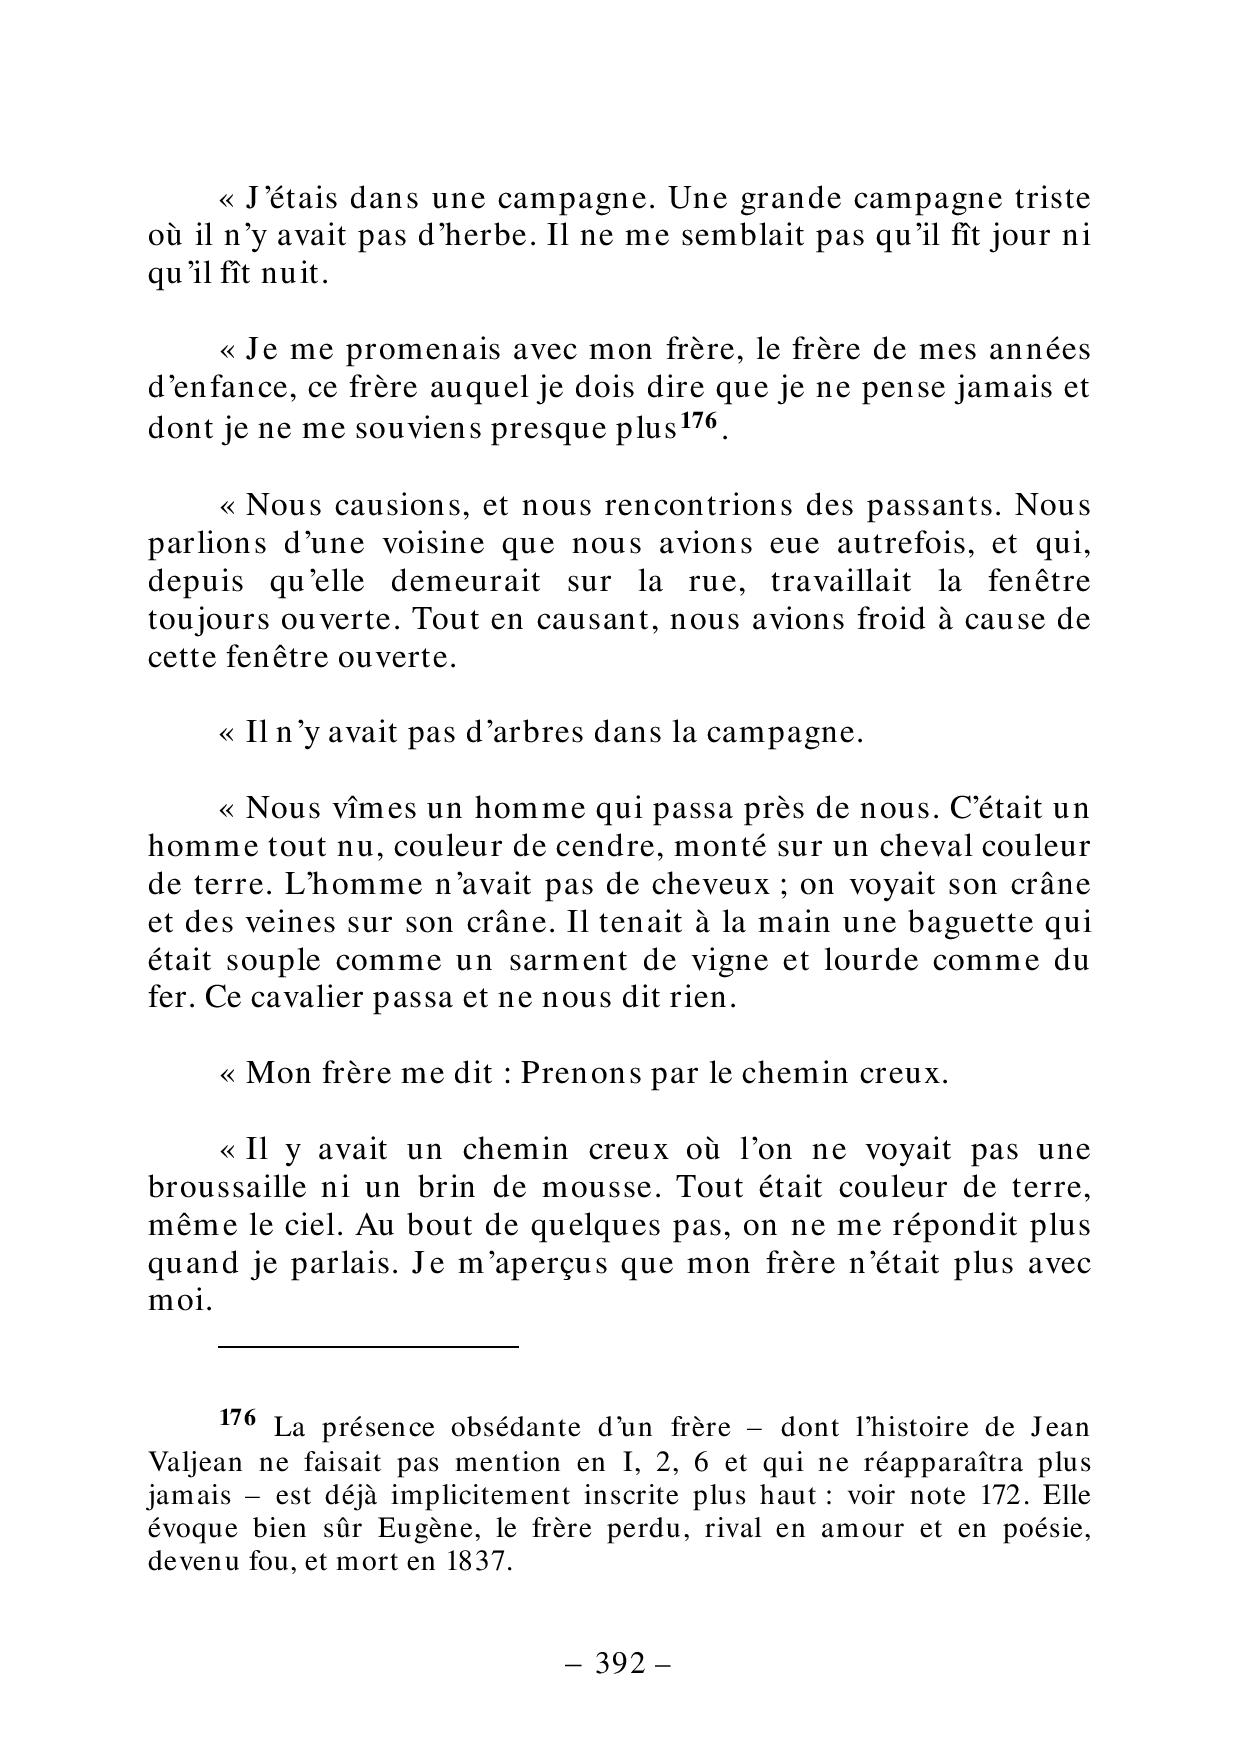 « J’étais dans une campagne. Une grande campagne triste
où il n’y avait pas d’herbe. Il ne me semblait pas qu’il fît jour ni
qu’il fît nuit.
« Je me promenais avec mon frère, le frère de mes années
d’enfance, ce frère auquel je dois dire que je ne pense jamais et
dont je ne me souviens presque plus176.
« Nous causions, et nous rencontrions des passants. Nous
parlions d’une voisine que nous avions eue autrefois, et qui,
depuis qu’elle demeurait sur la rue, travaillait la fenêtre
toujours ouverte. Tout en causant, nous avions froid à cause de
cette fenêtre ouverte.
« Il n’y avait pas d’arbres dans la campagne.
« Nous vîmes un homme qui passa près de nous. C’était un
homme tout nu, couleur de cendre, monté sur un cheval couleur
de terre. L’homme n’avait pas de cheveux ; on voyait son crâne
et des veines sur son crâne. Il tenait à la main une baguette qui
était souple comme un sarment de vigne et lourde comme du
fer. Ce cavalier passa et ne nous dit rien.
« Mon frère me dit : Prenons par le chemin creux.
« Il y avait un chemin creux où l’on ne voyait pas une
broussaille ni un brin de mousse. Tout était couleur de terre,
même le ciel. Au bout de quelques pas, on ne me répondit plus
quand je parlais. Je m’aperçus que mon frère n’était plus avec
moi.
176 La présence obsédante d’un frère – dont l’histoire de Jean
Valjean ne faisait pas mention en I, 2, 6 et qui ne réapparaîtra plus
jamais – est déjà implicitement inscrite plus haut : voir note 172. Elle
évoque bien sûr Eugène, le frère perdu, rival en amour et en poésie,
devenu fou, et mort en 1837.
– 392 –